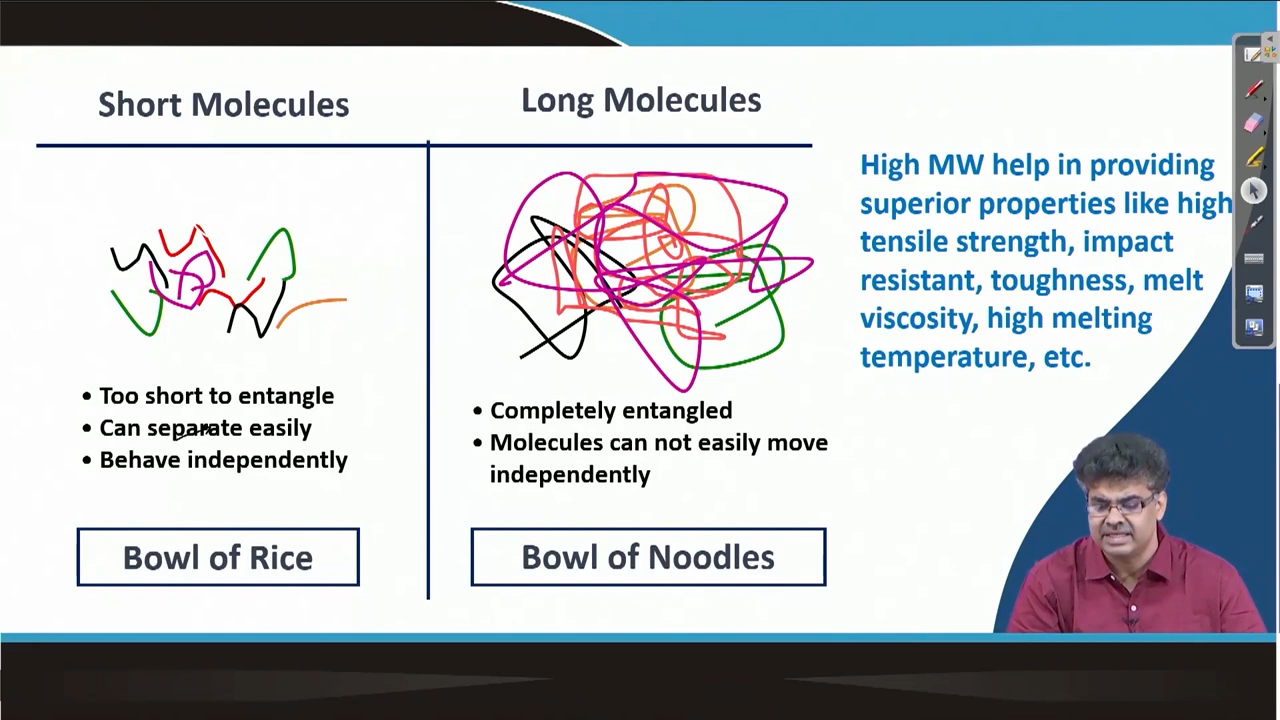 Short Molecules
Long Molecules
High MW help in providing
superior properties like high
tensile strength, impact
resistant, toughness, melt
viscosity, high melting
temperature, etc.
• Too short to entangle
• Can separate easily
• Behave independently
• Completely entangled
• Molecules can not easily move
independently
Bowl of Rice
Bowl of Noodles